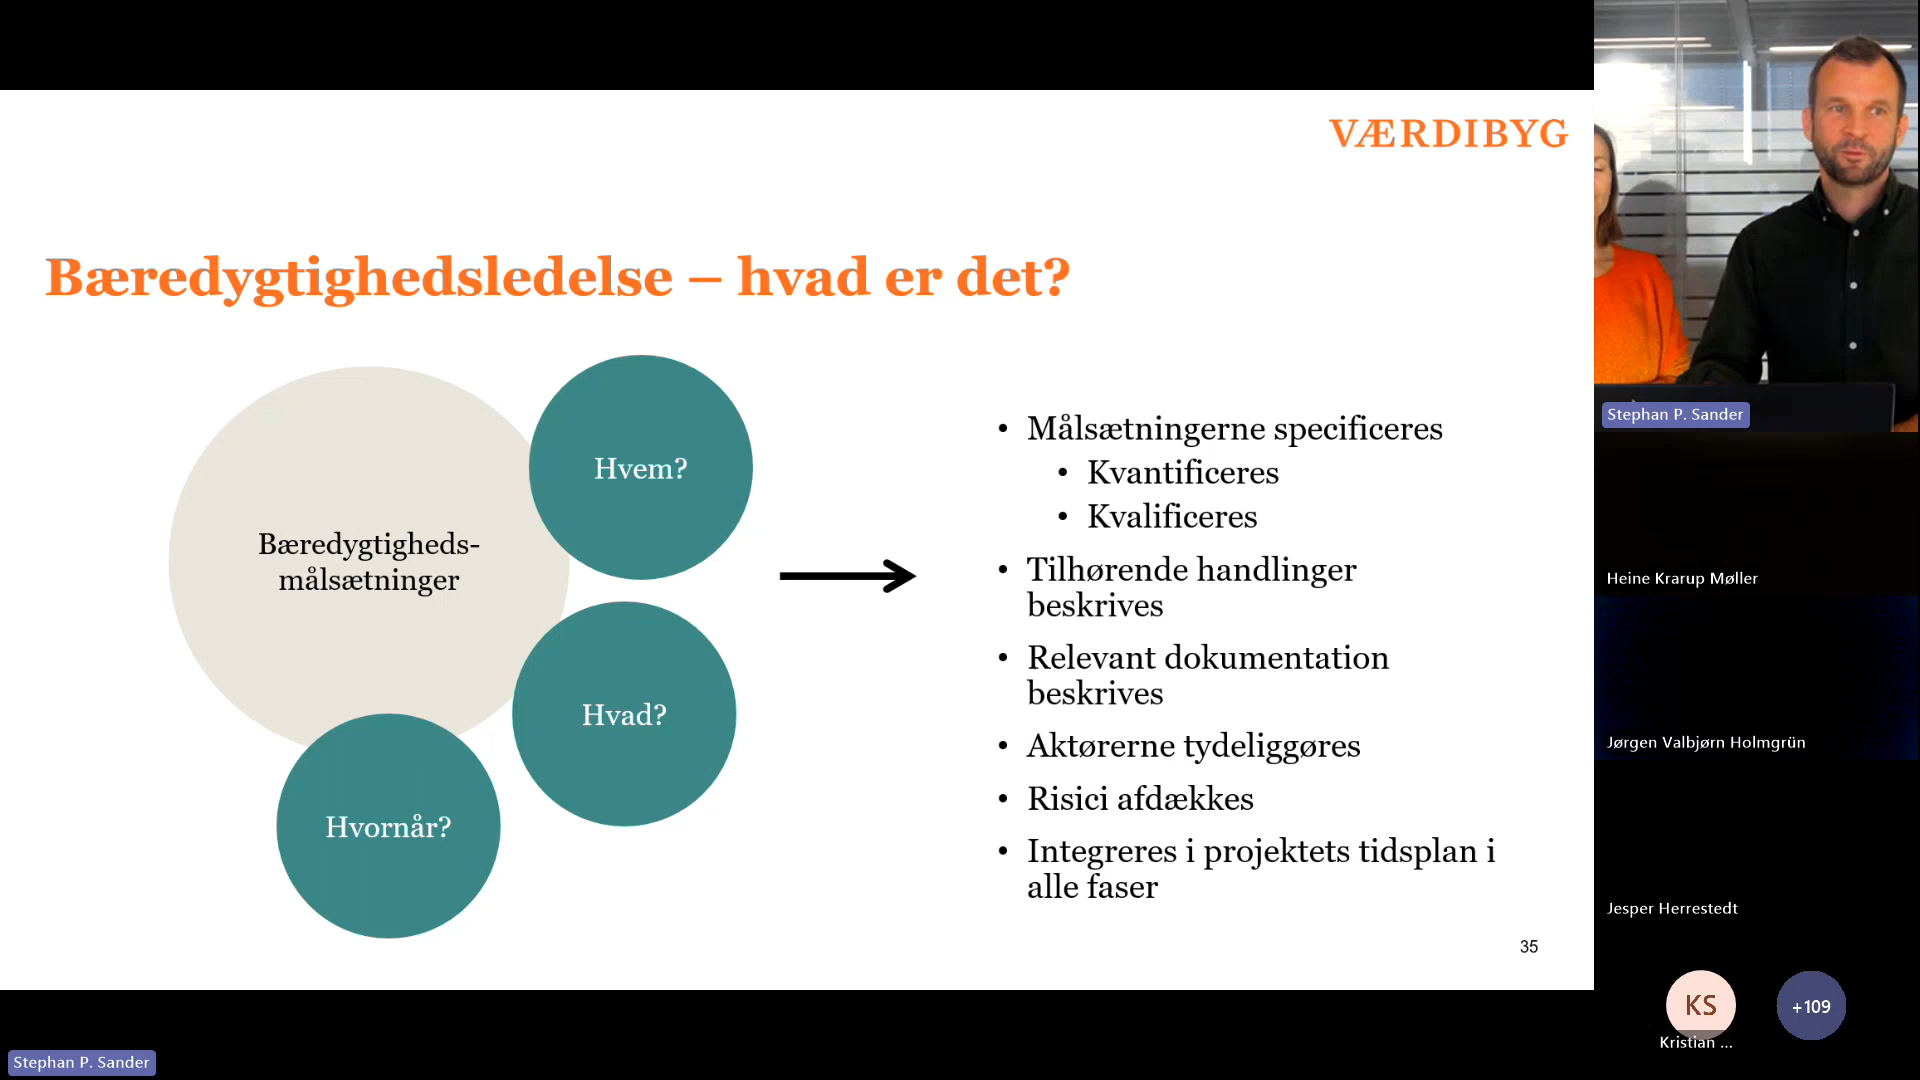 VÆRDIBYG
Bæredygtighedsledelse – hvad er det?
Bæredygtigheds-
målsætninger
Hvem?
Hvad?
Hvornår?
• Målsætningerne specificeres
• Kvantificeres
• Kvalificeres
• Tilhørende handlinger
beskrives
• Relevant dokumentation
beskrives
• Aktørerne tydeliggøres
• Risici afdækkes
• Integreres i projektets tidsplan i
alle faser
35
Stephan P. Sander
Heine Krarup Møller
Jørgen Valbjørn Holmgrün
Jesper Herrestedt
KS
Kristian ...
+109
Stephan P. Sander